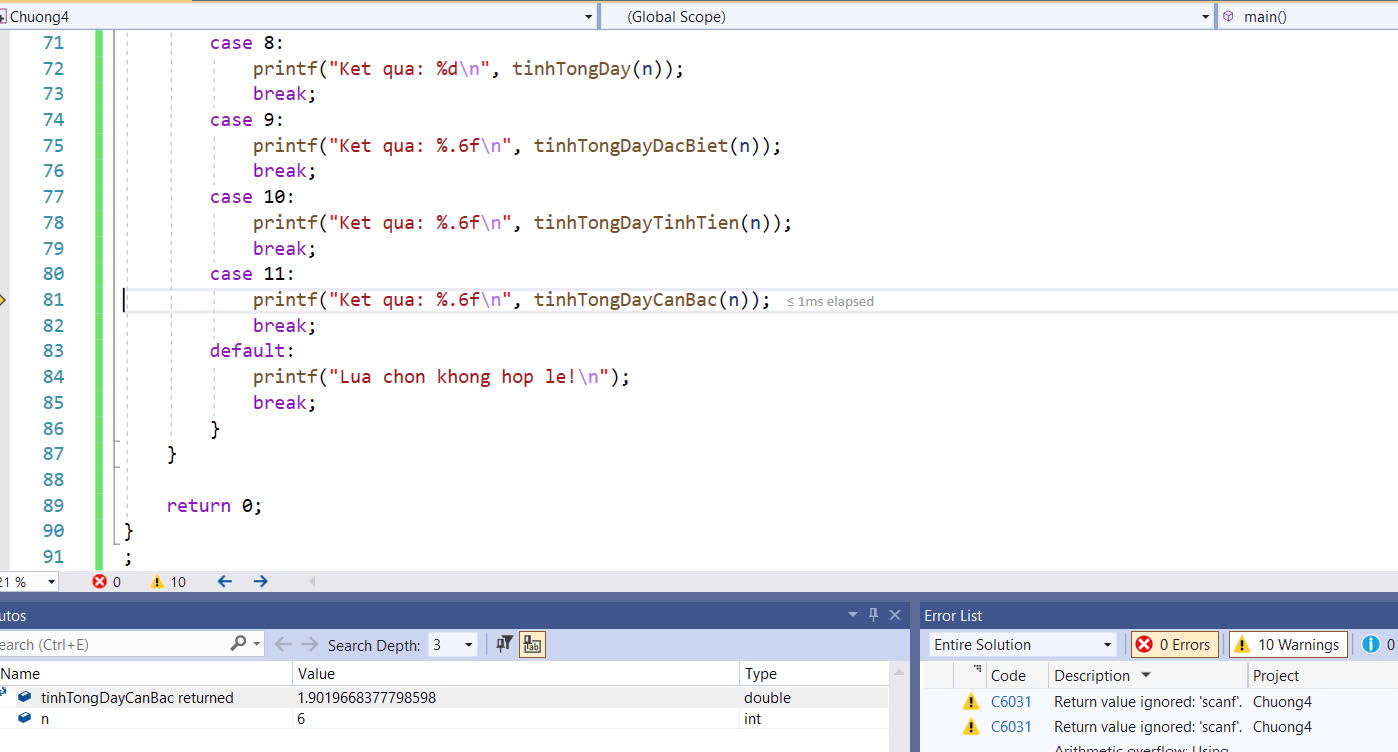 Chuong4 (Global Scope) main()
71 case 8:
72 printf("Ket qua: %d\n", tinhTongDay(n));
73 break;
74 case 9:
75 printf("Ket qua: %.6f\n", tinhTongDayDacBiet(n));
76 break;
77 case 10:
78 printf("Ket qua: %.6f\n", tinhTongDayTinhTien(n));
79 break;
80 case 11:
81 printf("Ket qua: %.6f\n", tinhTongDayCanBac(n)); ≤ 1ms elapsed
82 break;
83 default:
84 printf("Lua chon khong hop le!\n");
85 break;
86 }
87 }
88
89 return 0;
90 }
91 ;
21 % 0 10
utos
earch (Ctrl+E) Search Depth: 3
Name Value Type
tinhTongDayCanBac returned 1.9019668377798598 double
n 6 int
Error List
Entire Solution 0 Errors 10 Warnings 0
Code Description Project
C6031 Return value ignored: 'scanf'. Chuong4
C6031 Return value ignored: 'scanf'. Chuong4
Arithmetic overflow: Using